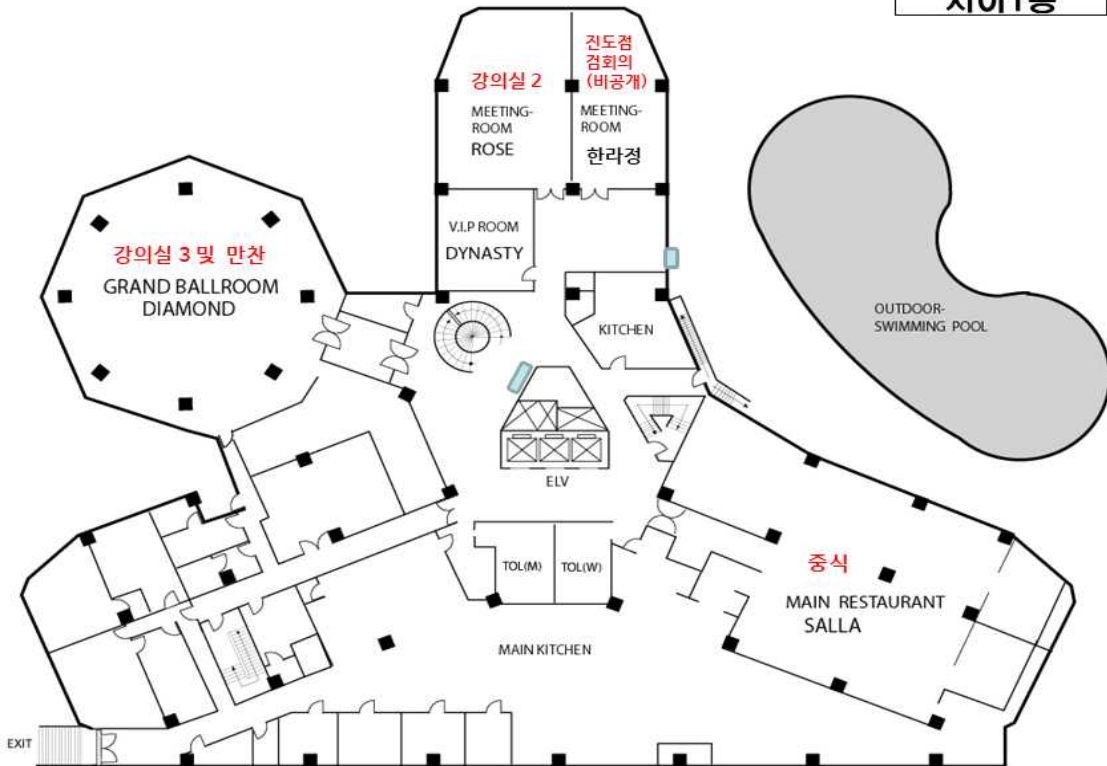 강의실 2
MEETING-
ROOM
ROSE
진도점
검회의
(비공개)
MEETING-
ROOM
한라정
V.I.P ROOM
DYNASTY
강의실 3 및 만찬
GRAND BALLROOM
DIAMOND
KITCHEN
OUTDOOR-
SWIMMING POOL
ELV
TOL(M)
TOL(W)
중식
MAIN RESTAURANT
SALLA
MAIN KITCHEN
EXIT